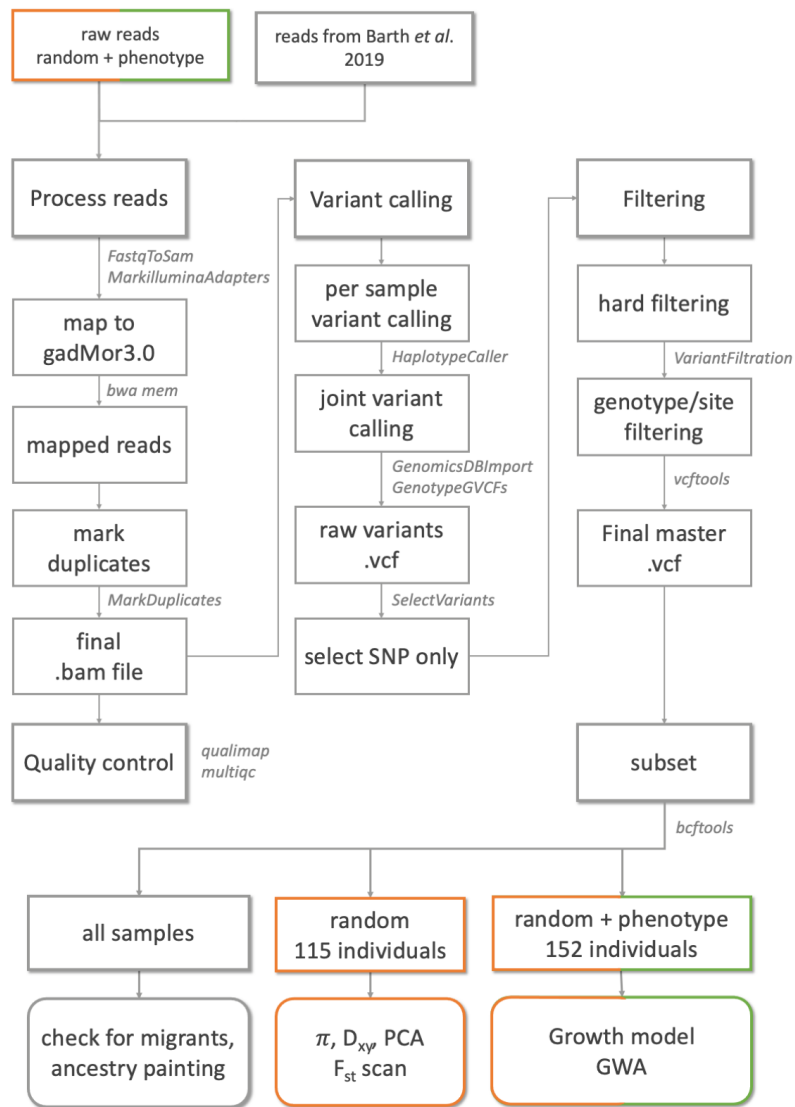 raw reads
random + phenotype
reads from Barth et al.
2019
Process reads
FastqToSam
MarkilluminaAdapters
map to
gadMor3.0
bwa mem
mapped reads
mark
duplicates
MarkDuplicates
final
.bam file
Quality control
qualimap
multiqc
Variant calling
per sample
variant calling
HaplotypeCaller
joint variant
calling
GenomicsDBImport
GenotypeGVCFs
raw variants
.vcf
SelectVariants
select SNP only
Filtering
hard filtering
VariantFiltration
genotype/site
filtering
vcftools
Final master
.vcf
subset
bcftools
all samples
check for migrants,
ancestry painting
random
115 individuals
π, Dxy, PCA
Fst scan
random + phenotype
152 individuals
Growth model
GWA